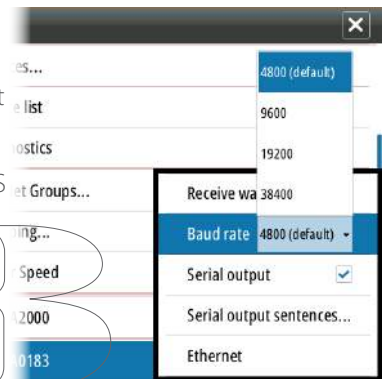 es...
4800 (default)
e list
9600
ostics
19200
et Groups...
Receive wa
38400
ing...
Baud rate
4800 (default)
Speed
Serial output
2000
Serial output sentences...
0183
Ethernet